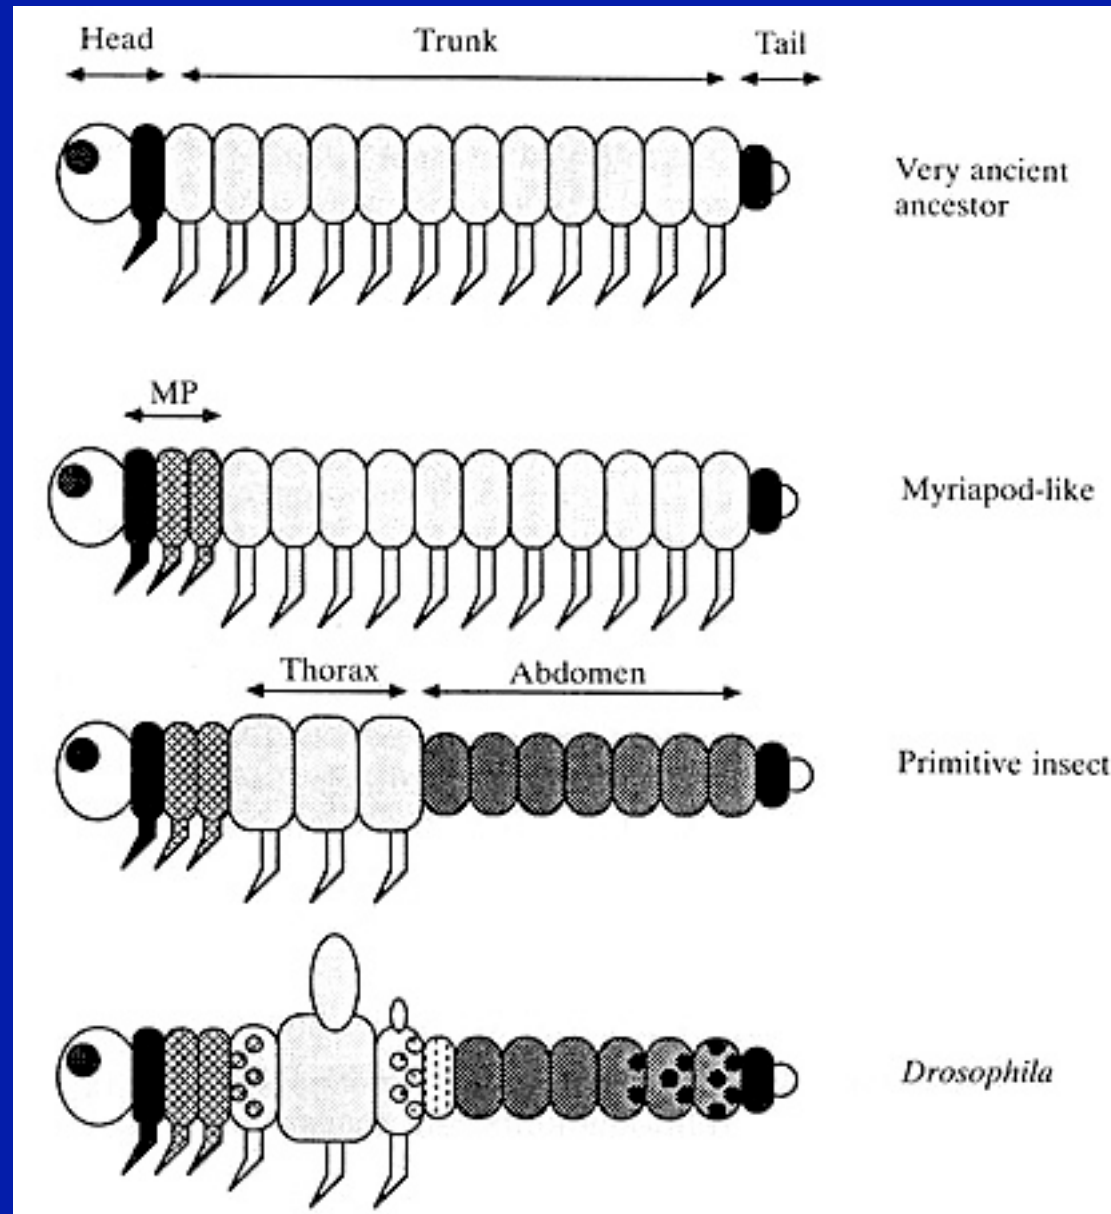 Head Trunk Tail
Very ancient
ancestor
MP
Myriapod-like
Thorax Abdomen
Primitive insect
Drosophila